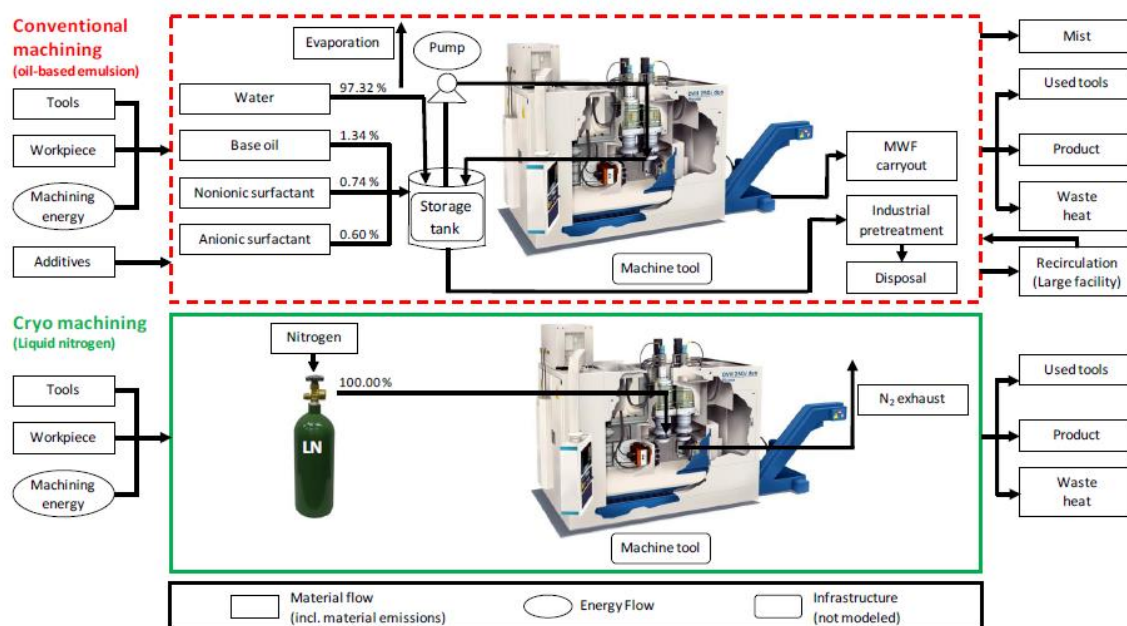 Conventional
machining
(oil-based emulsion)
Tools
Workpiece
Machining
energy
Additives
Evaporation
Pump
Water
97.32 %
Base oil
1.34 %
Nonionic surfactant
0.74 %
Anionic surfactant
0.60 %
Storage
tank
Machine tool
MWF
carryout
Industrial
pretreatment
Disposal
Mist
Used tools
Product
Waste
heat
Recirculation
(Large facility)
Cryo machining
(Liquid nitrogen)
Tools
Workpiece
Machining
energy
Nitrogen
100.00 %
LN
Machine tool
N₂ exhaust
Used tools
Product
Waste
heat
Material flow
(incl. material emissions)
Energy Flow
Infrastructure
(not modeled)